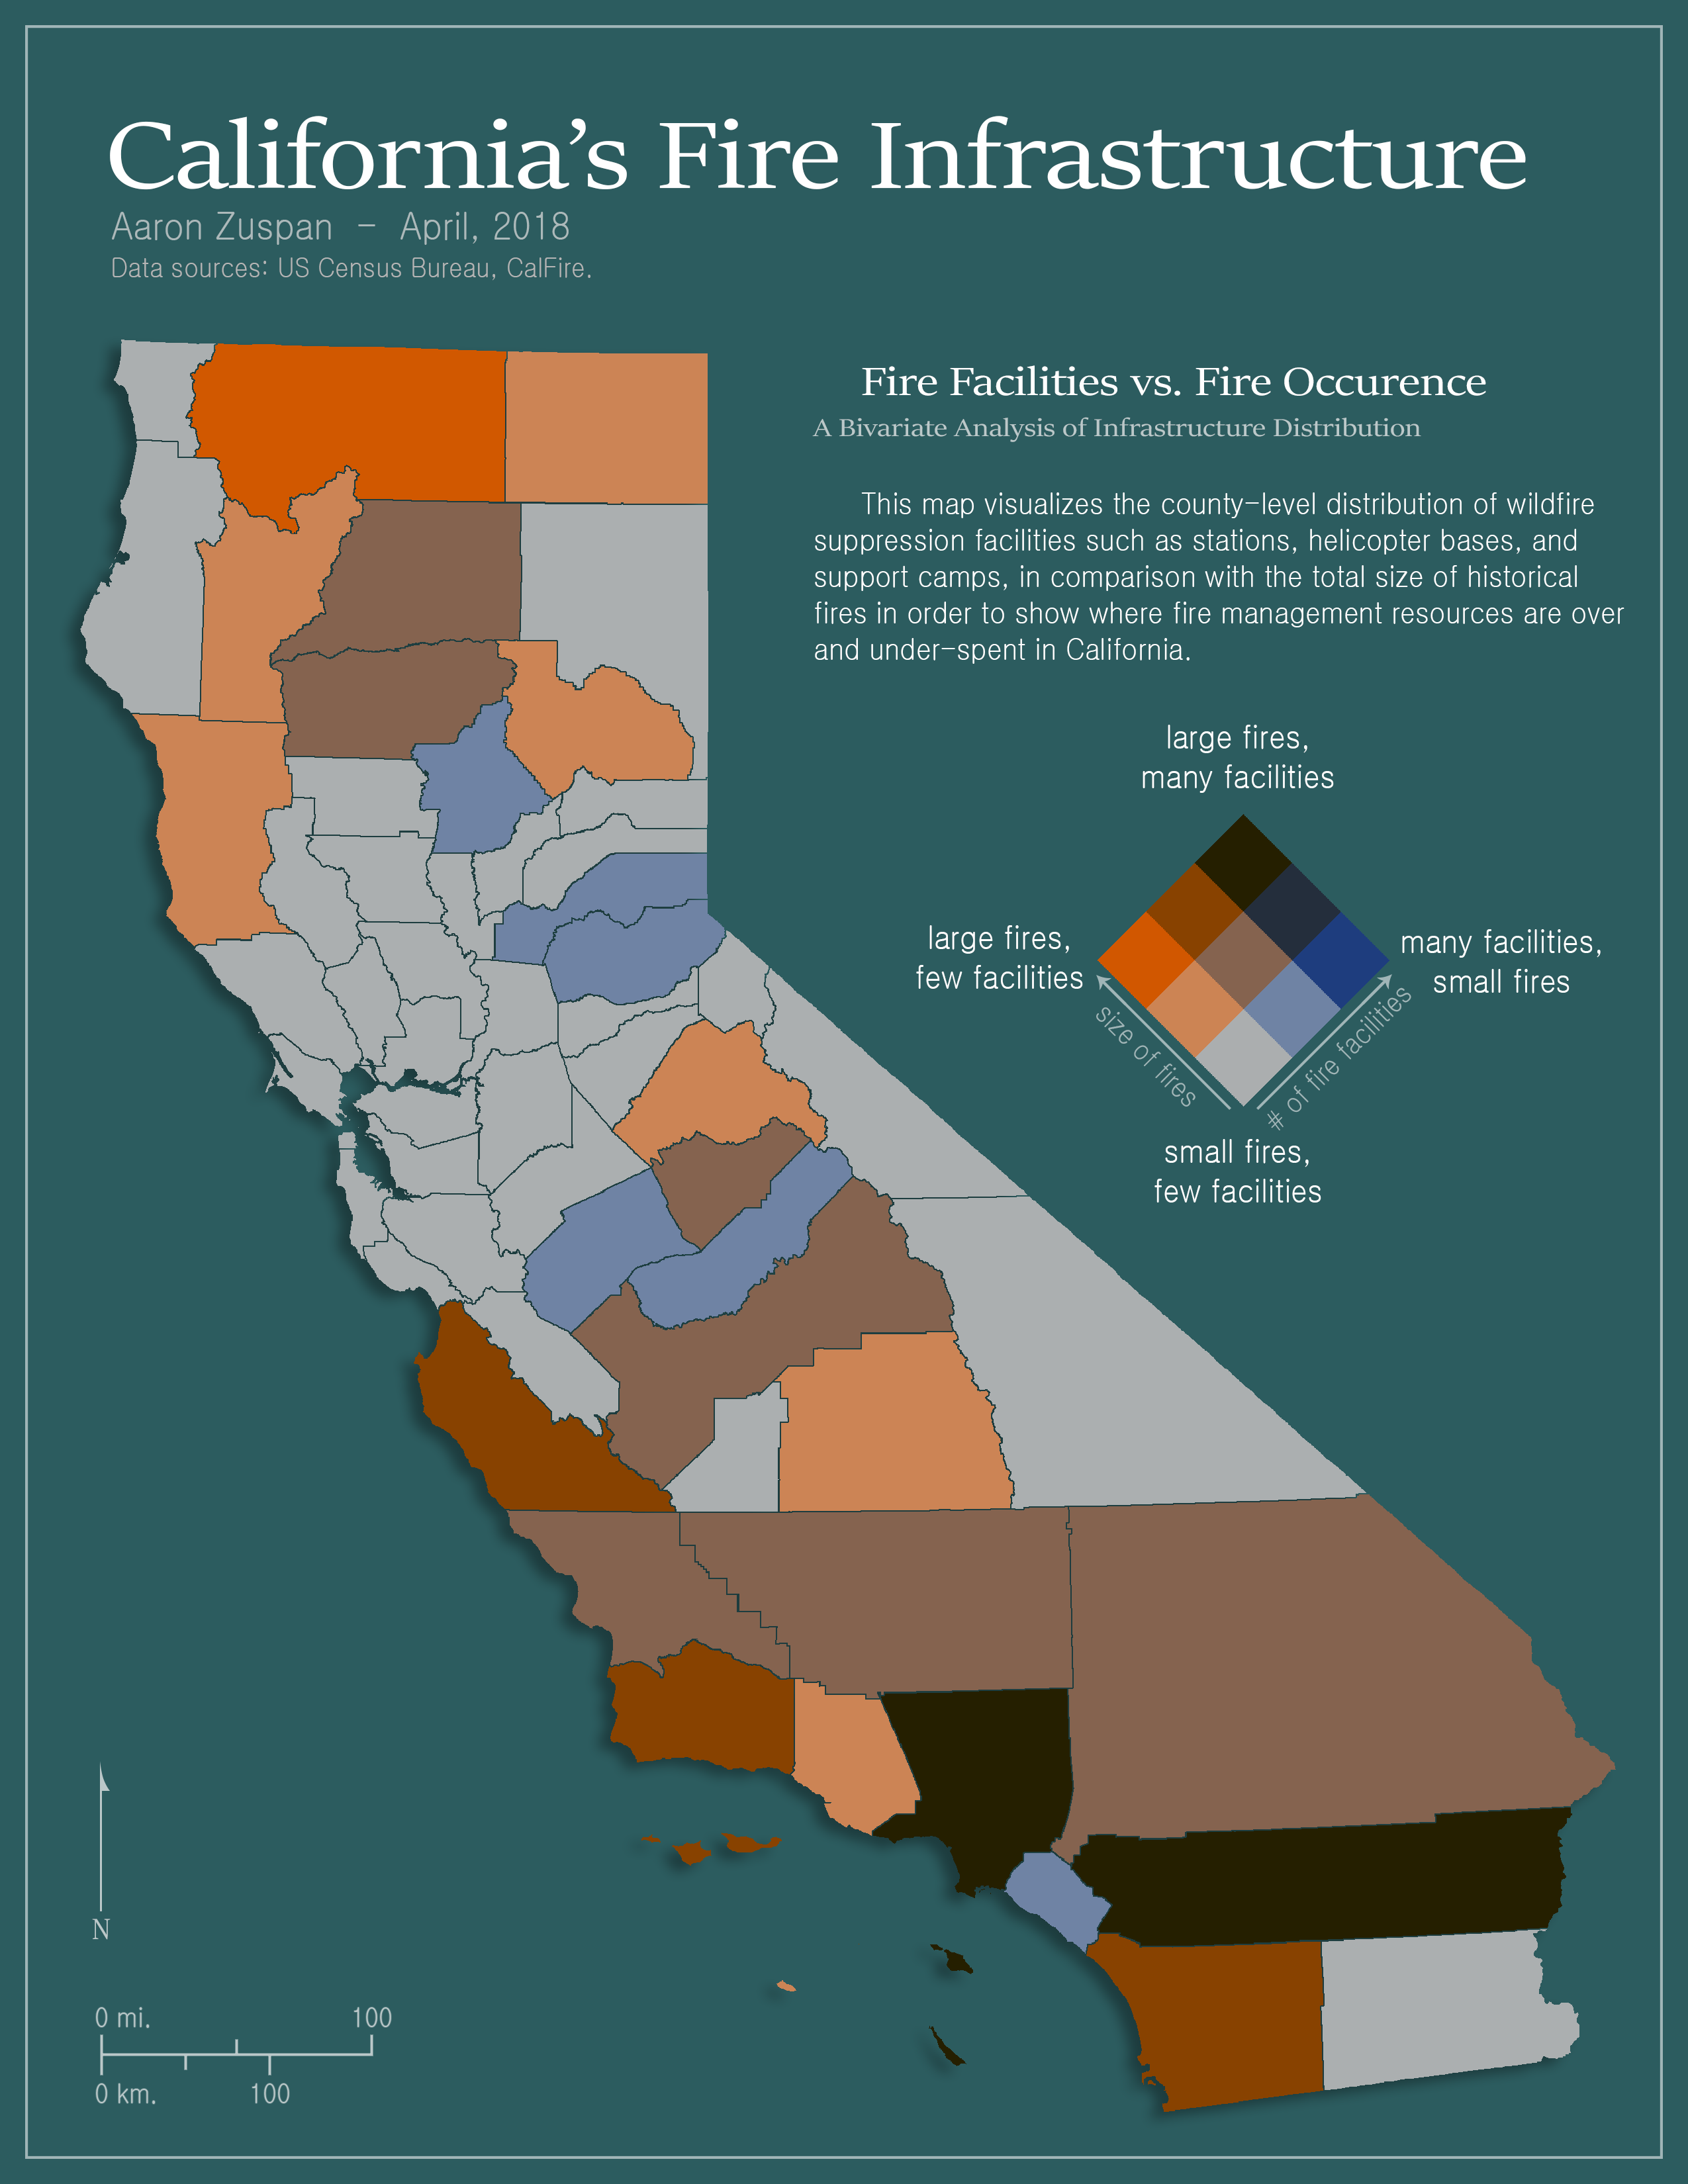 California's Fire Infrastructure
Aaron Zuspan - April, 2018
Data sources: US Census Bureau, CalFire.
Fire Facilities vs. Fire Occurence
A Bivariate Analysis of Infrastructure Distribution
This map visualizes the county-level distribution of wildfire
suppression facilities such as stations, helicopter bases, and
support camps, in comparison with the total size of historical
fires in order to show where fire management resources are over
and under-spent in California.
large fires,
many facilities
large fires,
few facilities
many facilities,
small fires
size of fires
# of fire facilities
small fires,
few facilities
N
0 mi. 100
0 km. 100